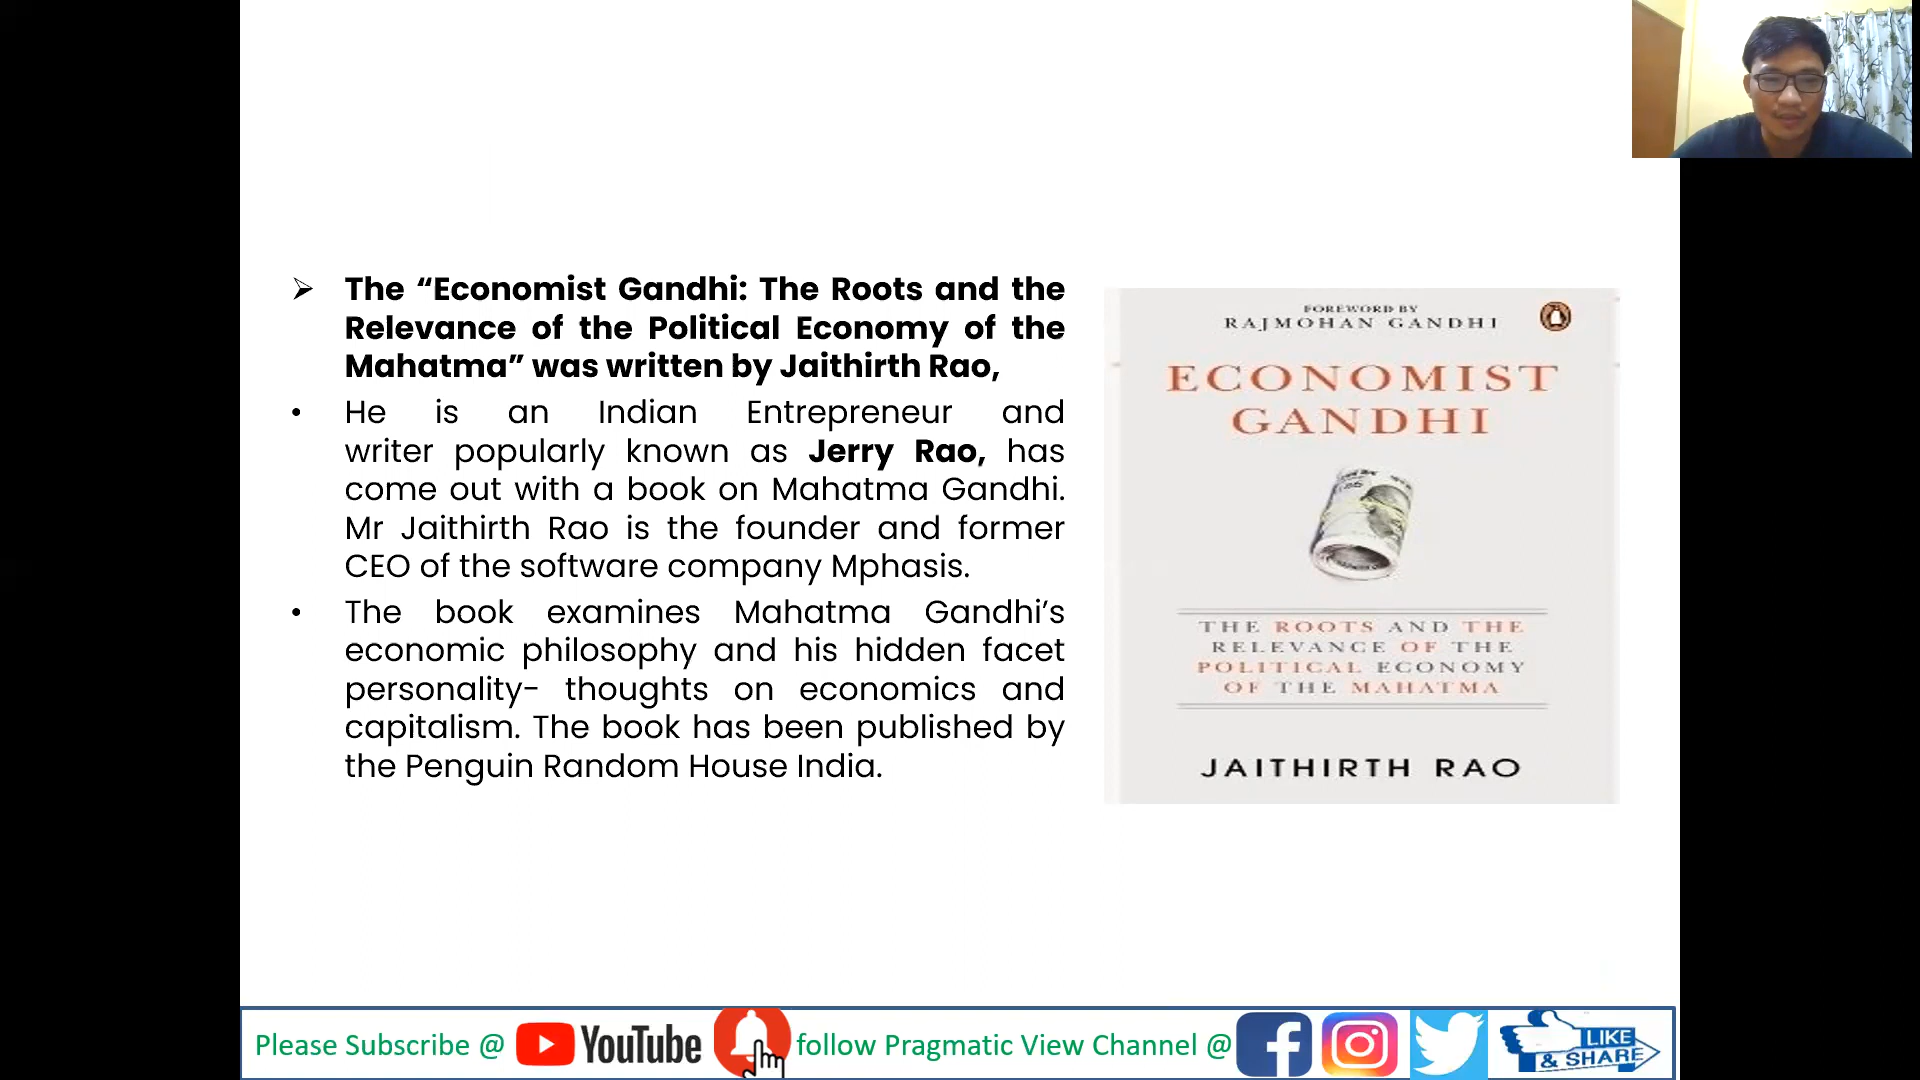 The “Economist Gandhi: The Roots and the
Relevance of the Political Economy of the
Mahatma” was written by Jaithirth Rao,
He is an Indian Entrepreneur and
writer popularly known as Jerry Rao, has
come out with a book on Mahatma Gandhi.
Mr Jaithirth Rao is the founder and former
CEO of the software company Mphasis.
The book examines Mahatma Gandhi’s
economic philosophy and his hidden facet
personality- thoughts on economics and
capitalism. The book has been published by
the Penguin Random House India.
FOREWORD BY
RAJMOHAN GANDHI
ECONOMIST
GANDHI
THE ROOTS AND THE
RELEVANCE OF THE
POLITICAL ECONOMY
OF THE MAHATMA
JAITHIRTH RAO
Please Subscribe @ YouTube follow Pragmatic View Channel @
LIKE
& SHARE